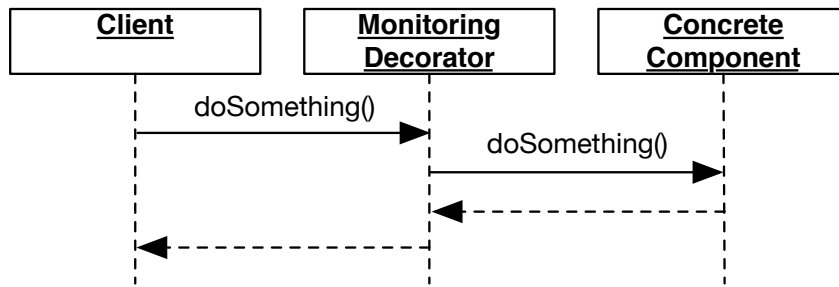 Client
Monitoring
Decorator
Concrete
Component
doSomething()
doSomething()